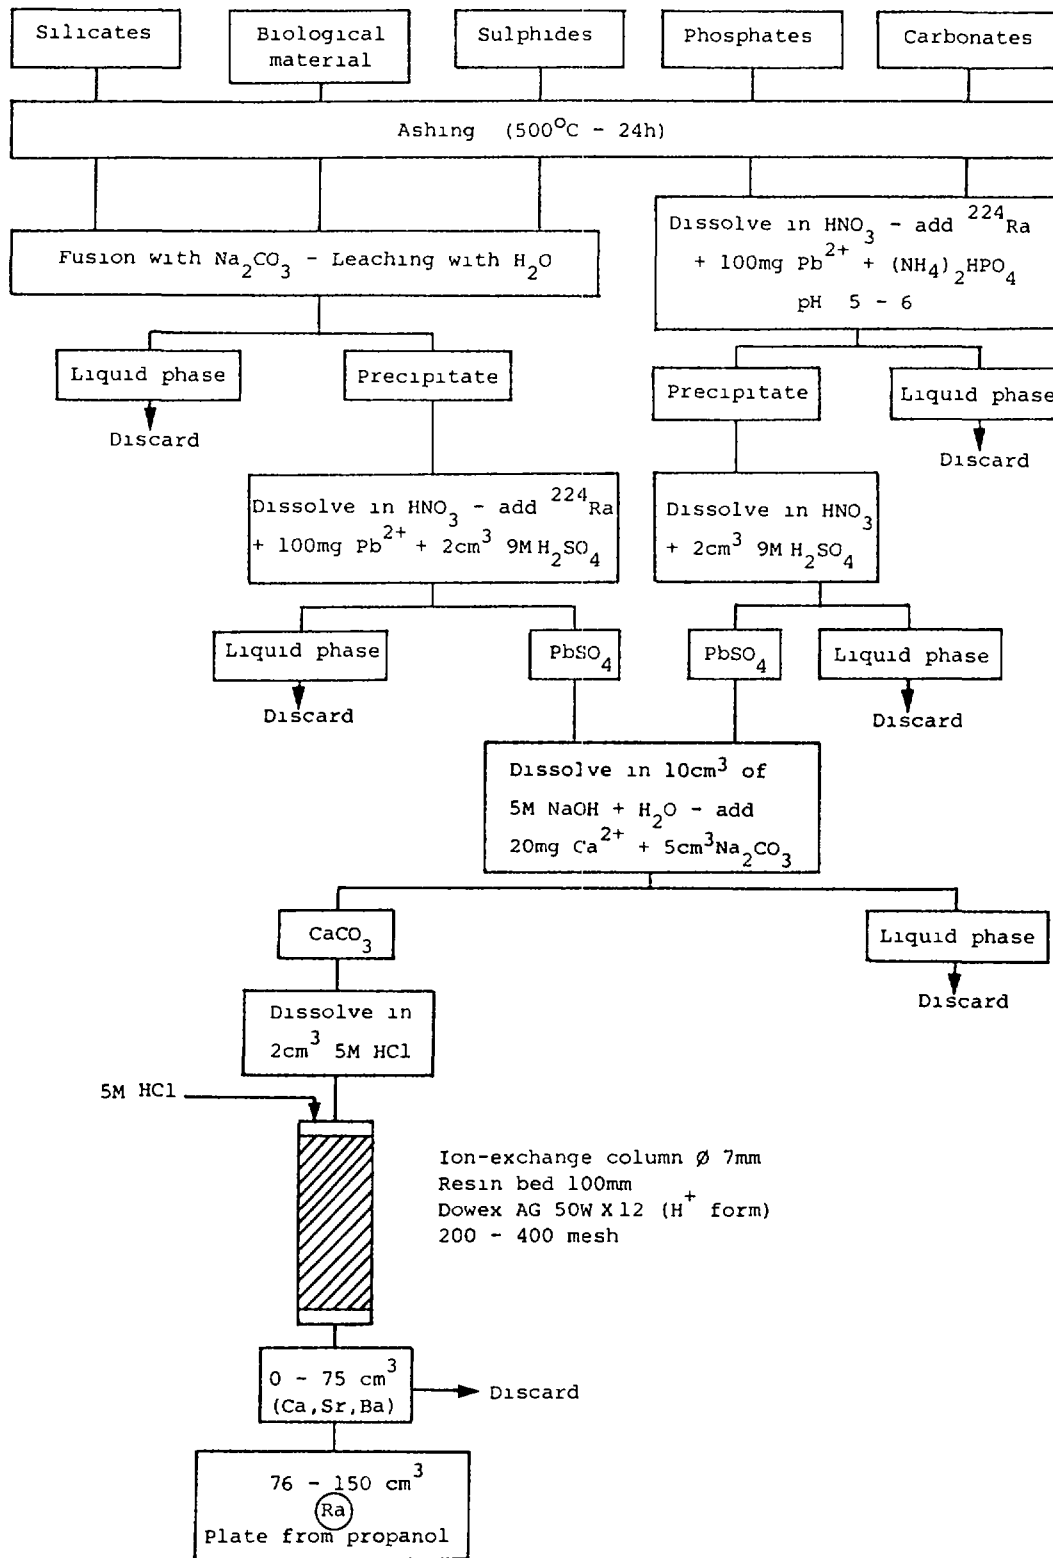 Silicates
Biological
material
Sulphides
Phosphates
Carbonates
Ashing (500°C - 24h)
Fusion with Na₂CO₃ - Leaching with H₂O
Dissolve in HNO₃ - add ²²⁴Ra
+ 100mg Pb²⁺ + (NH₄)₂HPO₄
pH 5 - 6
Liquid phase
Precipitate
Precipitate
Liquid phase
Discard
Discard
Dissolve in HNO₃ - add ²²⁴Ra
+ 100mg Pb²⁺ + 2cm³ 9M H₂SO₄
Dissolve in HNO₃
+ 2cm³ 9M H₂SO₄
Liquid phase
PbSO₄
PbSO₄
Liquid phase
Discard
Discard
Dissolve in 10cm³ of
5M NaOH + H₂O - add
20mg Ca²⁺ + 5cm³Na₂CO₃
CaCO₃
Liquid phase
Discard
Dissolve in
2cm³ 5M HCl
5M HCl
Ion-exchange column Ø 7mm
Resin bed 100mm
Dowex AG 50W X12 (H⁺ form)
200 - 400 mesh
0 - 75 cm³
(Ca,Sr,Ba)
Discard
76 - 150 cm³
Ra
Plate from propanol